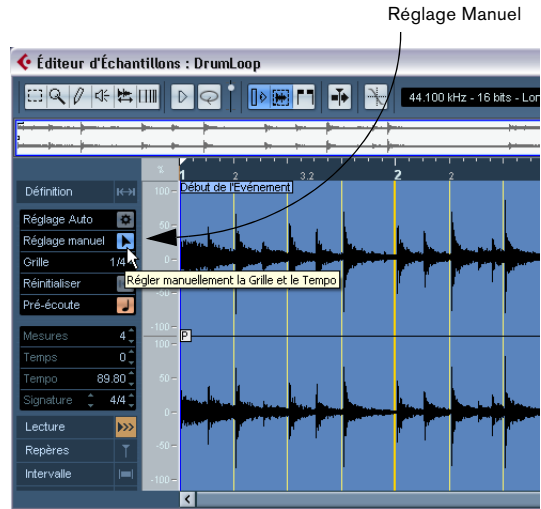 Réglage Manuel
Éditeur d'Échantillons : DrumLoop
44.100 kHz - 16 bits - Lon
% 1 2 3.2 2 2
Définition
Début de l'Evénement
Réglage Auto
Réglage manuel
Grille 1/4
Régler manuellement la Grille et le Tempo
Réinitialiser
Pré-écoute
Mesures 4
Temps 0
Tempo 89.80
Signature 4/4
Lecture
Repères
Intervalle
100
50
0
-50
-100
100
P
50
0
-50
-100